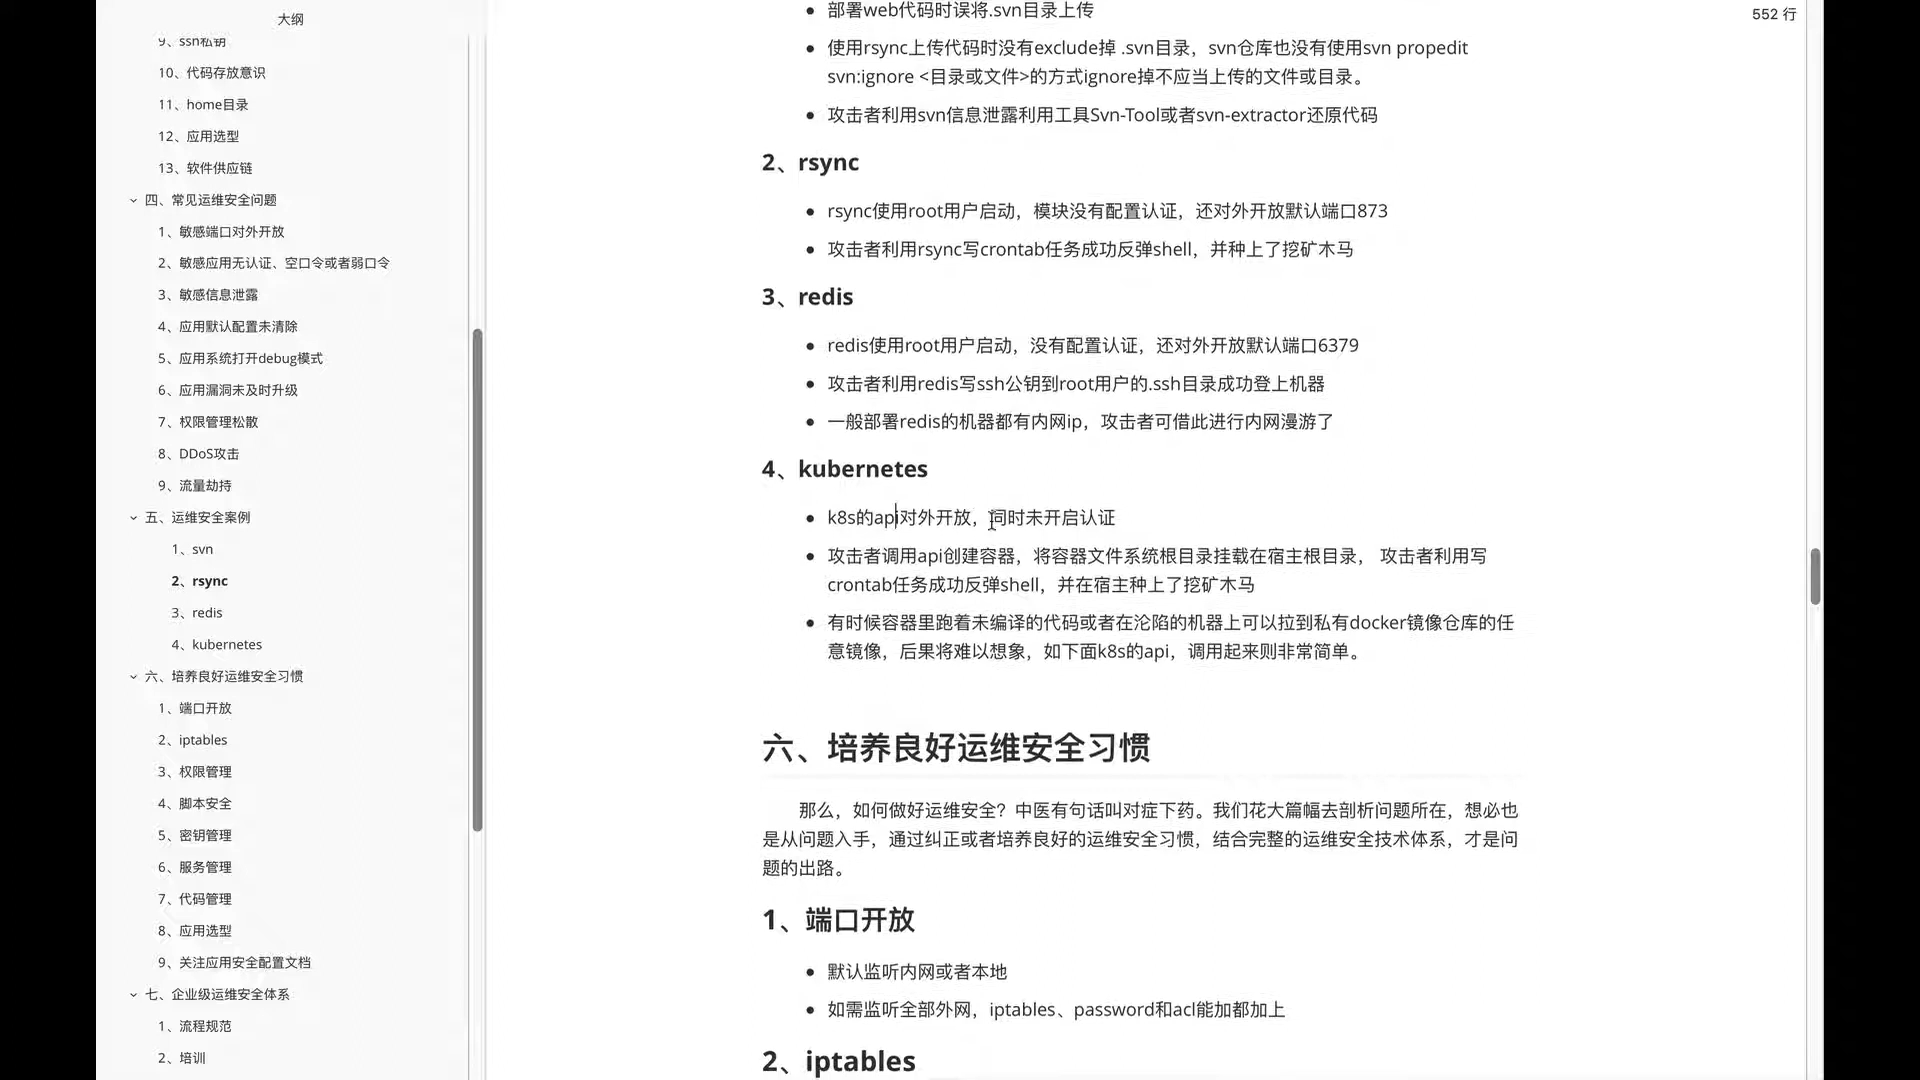 大纲
9、ssh私钥
10、代码存放意识
11、home目录
12、应用选型
13、软件供应链
四、常见运维安全问题
1、敏感端口对外开放
2、敏感应用无认证、空口令或者弱口令
3、敏感信息泄露
4、应用默认配置未清除
5、应用系统打开debug模式
6、应用漏洞未及时升级
7、权限管理松散
8、DDoS攻击
9、流量劫持
五、运维安全案例
1、svn
2、rsync
3、redis
4、kubernetes
六、培养良好运维安全习惯
1、端口开放
2、iptables
3、权限管理
4、脚本安全
5、密钥管理
6、服务管理
7、代码管理
8、应用选型
9、关注应用安全配置文档
七、企业级运维安全体系
1、流程规范
2、培训
552 行
部署web代码时误将.svn目录上传
使用rsync上传代码时没有exclude掉 .svn目录，svn仓库也没有使用svn propedit
svn:ignore <目录或文件>的方式ignore掉不应当上传的文件或目录。
攻击者利用svn信息泄露利用工具Svn-Tool或者svn-extractor还原代码
2、rsync
rsync使用root用户启动，模块没有配置认证，还对外开放默认端口873
攻击者利用rsync写crontab任务成功反弹shell，并种上了挖矿木马
3、redis
redis使用root用户启动，没有配置认证，还对外开放默认端口6379
攻击者利用redis写ssh公钥到root用户的.ssh目录成功登上机器
一般部署redis的机器都有内网ip，攻击者可借此进行内网漫游了
4、kubernetes
k8s的api对外开放，同时未开启认证
攻击者调用api创建容器，将容器文件系统根目录挂载在宿主根目录， 攻击者利用写
crontab任务成功反弹shell，并在宿主种上了挖矿木马
有时候容器里跑着未编译的代码或者在沦陷的机器上可以拉到私有docker镜像仓库的任
意镜像，后果将难以想象，如下面k8s的api，调用起来则非常简单。
六、培养良好运维安全习惯
那么，如何做好运维安全？中医有句话叫对症下药。我们花大篇幅去剖析问题所在，想必也
是从问题入手，通过纠正或者培养良好的运维安全习惯，结合完整的运维安全技术体系，才是问
题的出路。
1、端口开放
默认监听内网或者本地
如需监听全部外网，iptables、password和acl能加都加上
2、iptables